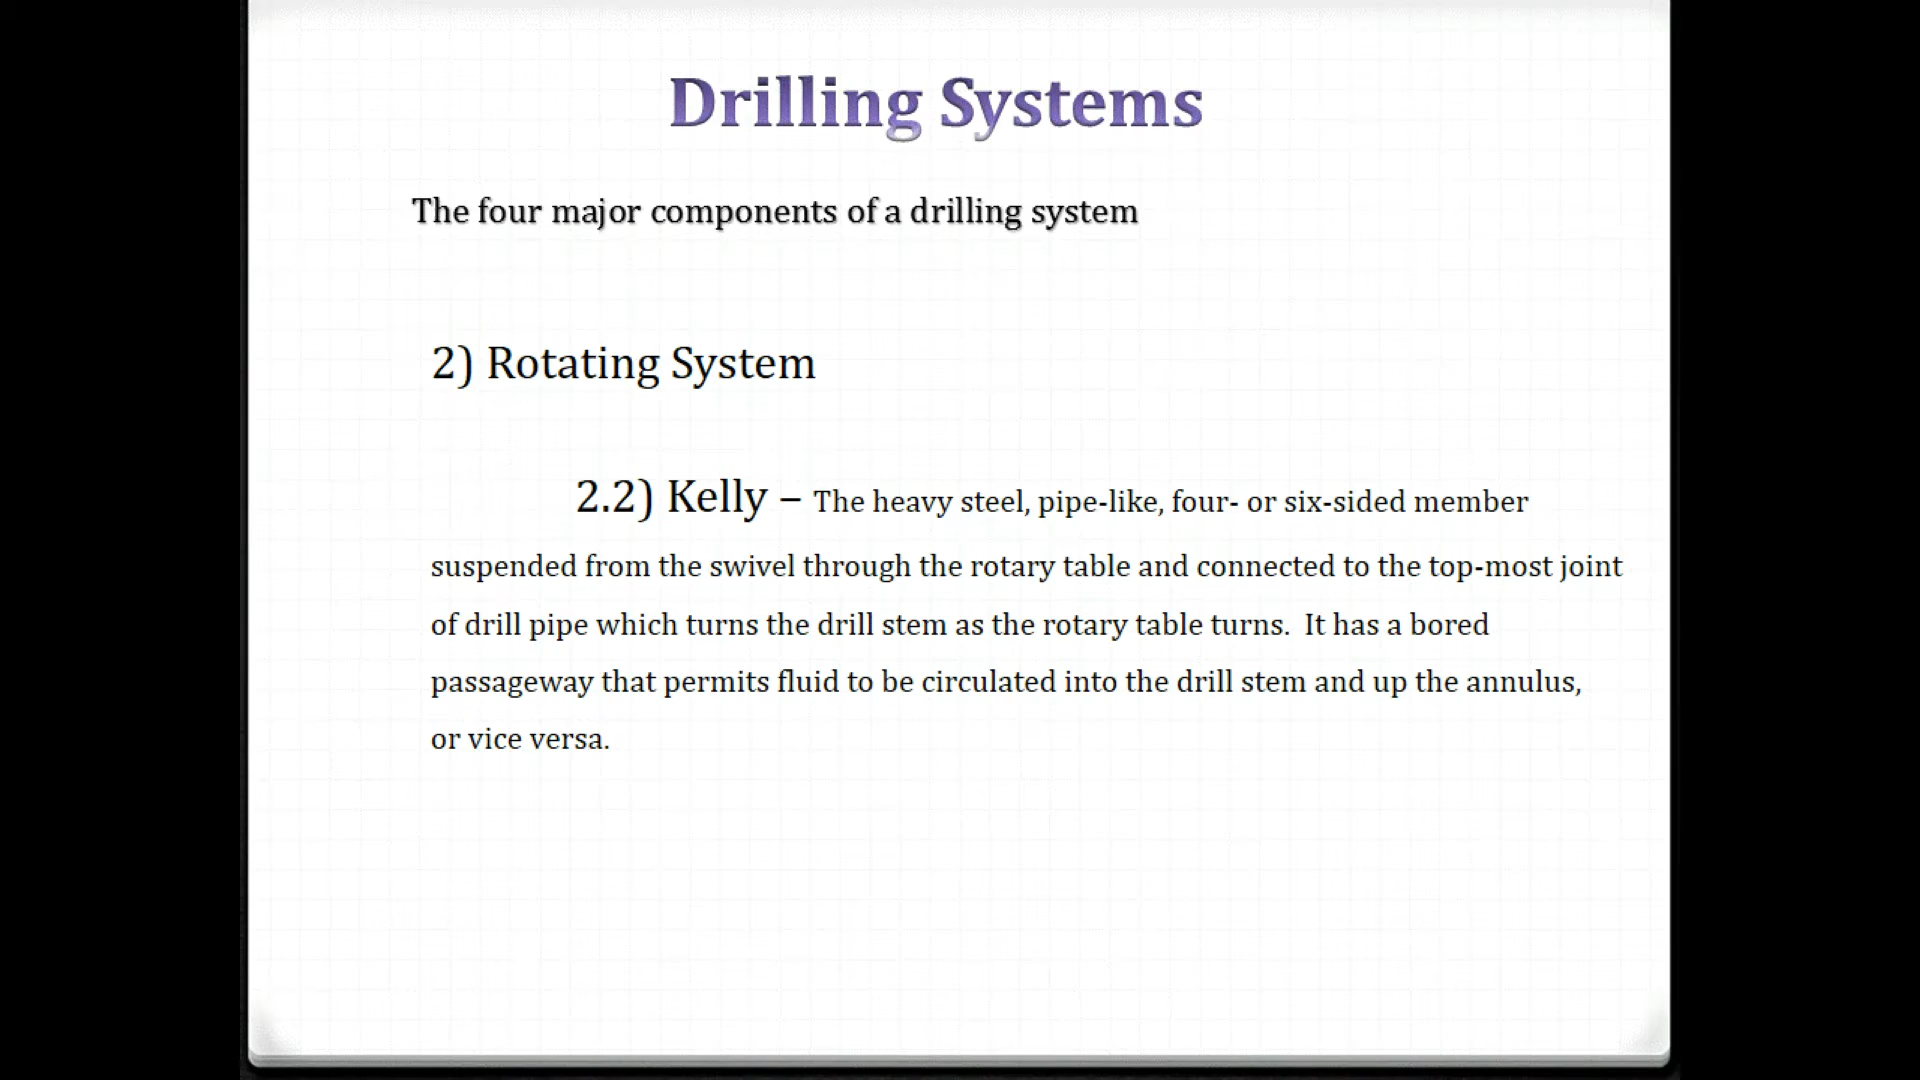 Drilling Systems
The four major components of a drilling system
2) Rotating System
2.2) Kelly – The heavy steel, pipe-like, four- or six-sided member
suspended from the swivel through the rotary table and connected to the top-most joint
of drill pipe which turns the drill stem as the rotary table turns.  It has a bored
passageway that permits fluid to be circulated into the drill stem and up the annulus,
or vice versa.